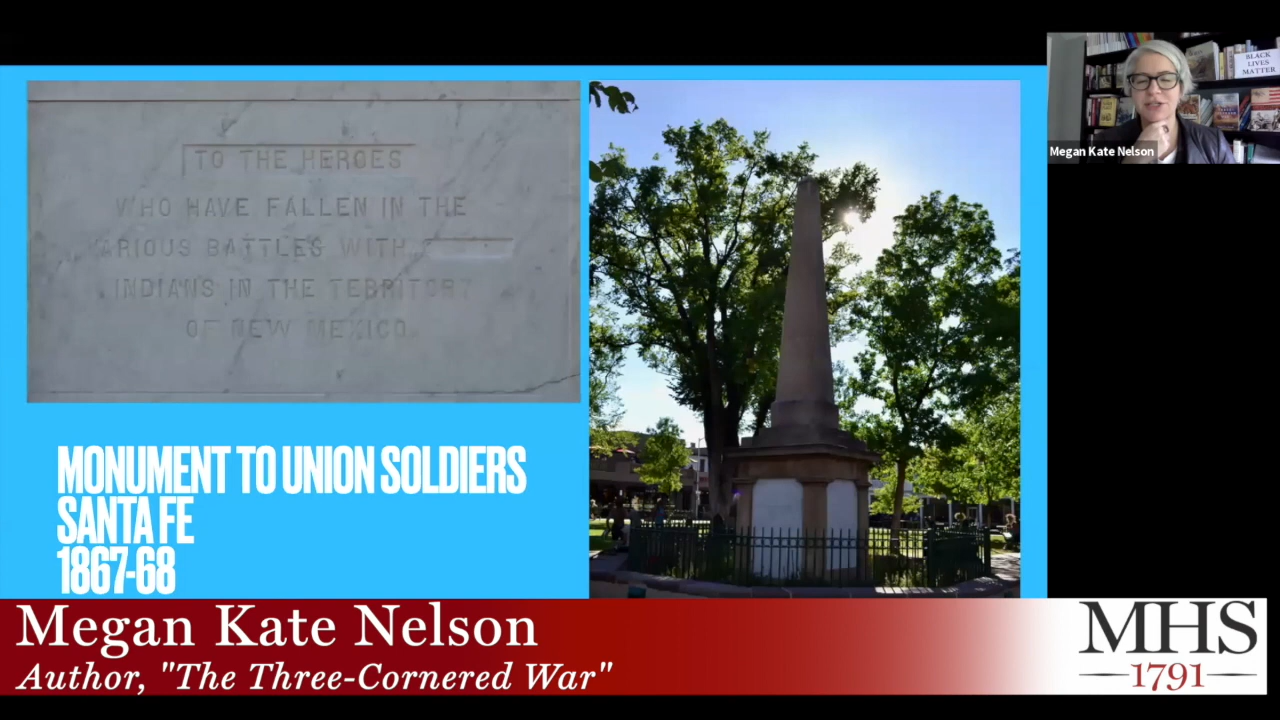 TO THE HEROES
WHO HAVE FALLEN IN THE
ARIOUS BATTLES WITH
INDIANS IN THE TERRITORY
OF NEW MEXICO.
MONUMENT TO UNION SOLDIERS
SANTA FE
1867-68
BLACK
LIVES
MATTER
Megan Kate Nelson
Megan Kate Nelson
Author, "The Three-Cornered War"
MHS
1791